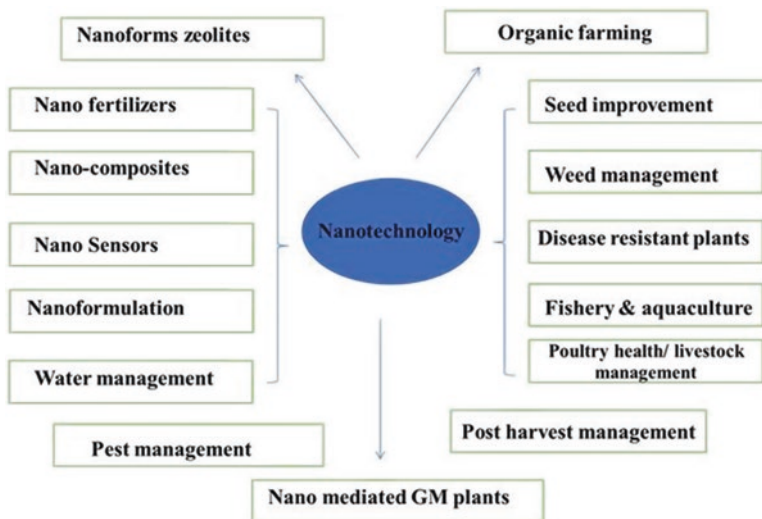 Nanoforms zeolites
Organic farming
Nano fertilizers
Nano-composites
Nano Sensors
Nanoformulation
Water management
Nanotechnology
Seed improvement
Weed management
Disease resistant plants
Fishery & aquaculture
Poultry health/ livestock
management
Pest management
Post harvest management
Nano mediated GM plants